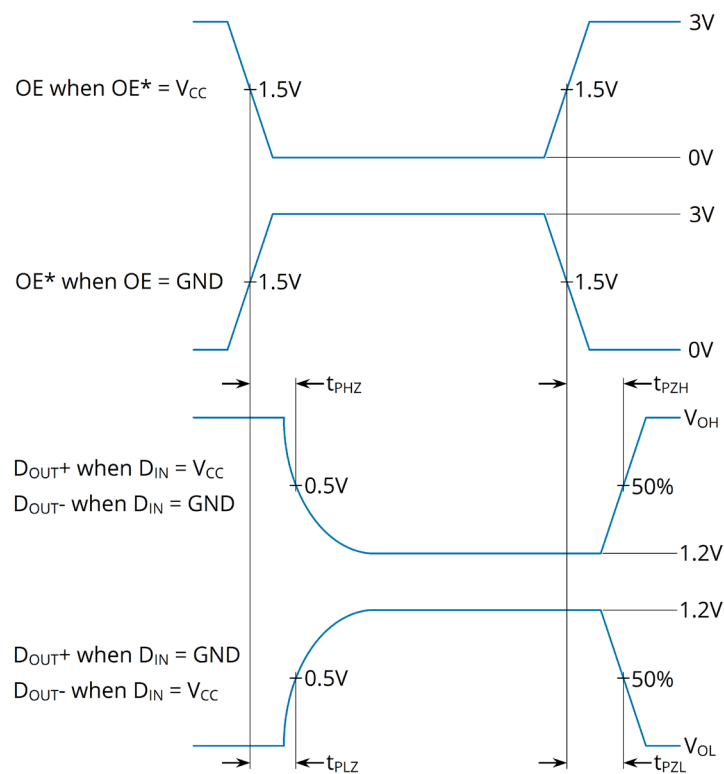 3V
OE when OE* = VCC
1.5V
1.5V
0V
3V
OE* when OE = GND
1.5V
1.5V
0V
tPHZ
tPZH
VOH
DOUT+ when DIN = VCC
DOUT- when DIN = GND
0.5V
50%
1.2V
1.2V
DOUT+ when DIN = GND
DOUT- when DIN = VCC
0.5V
50%
VOL
tPLZ
tPZL